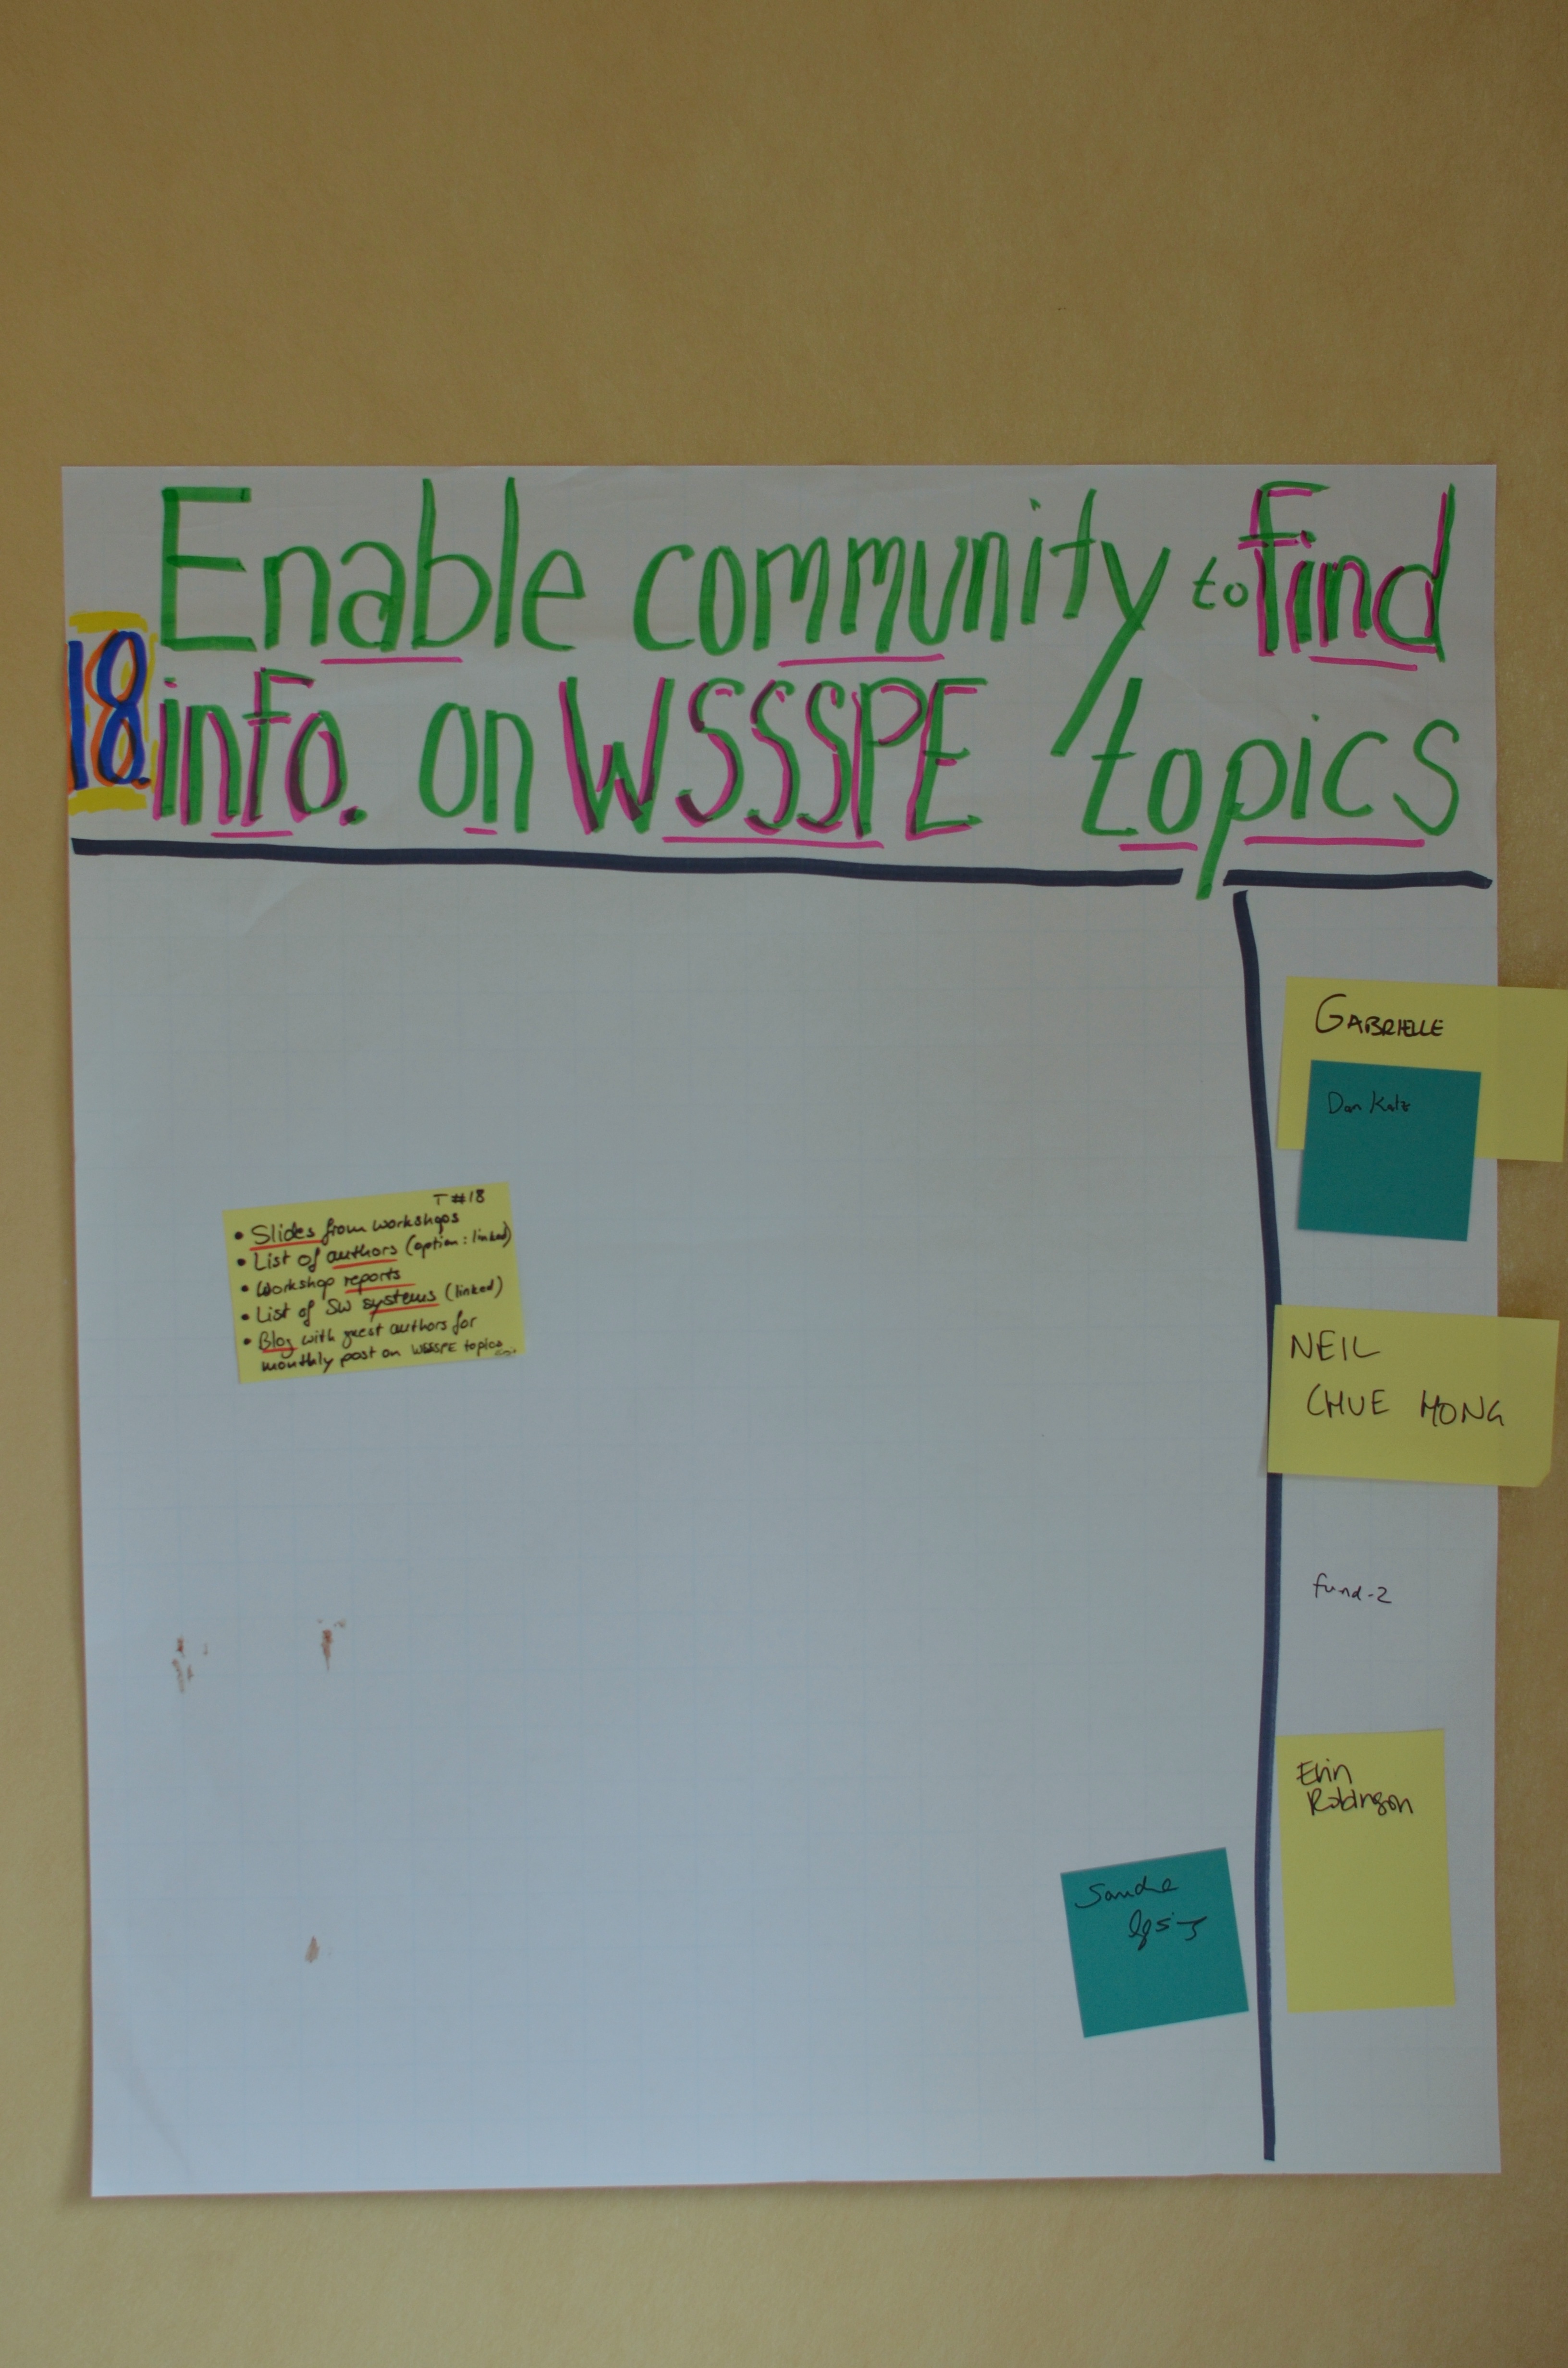 Enable community to Find
18. info. on WSSSPE topics
T #18
• Slides from workshops
• List of authors (option: linked)
• Workshop reports
• List of SW systems (linked)
• Blog with guest authors for
monthly post on WSSSPE topics
GABRIELLE
Dan Katz
NEIL
CHUE HONG
fund-2
Erin
Robinson
Sandra